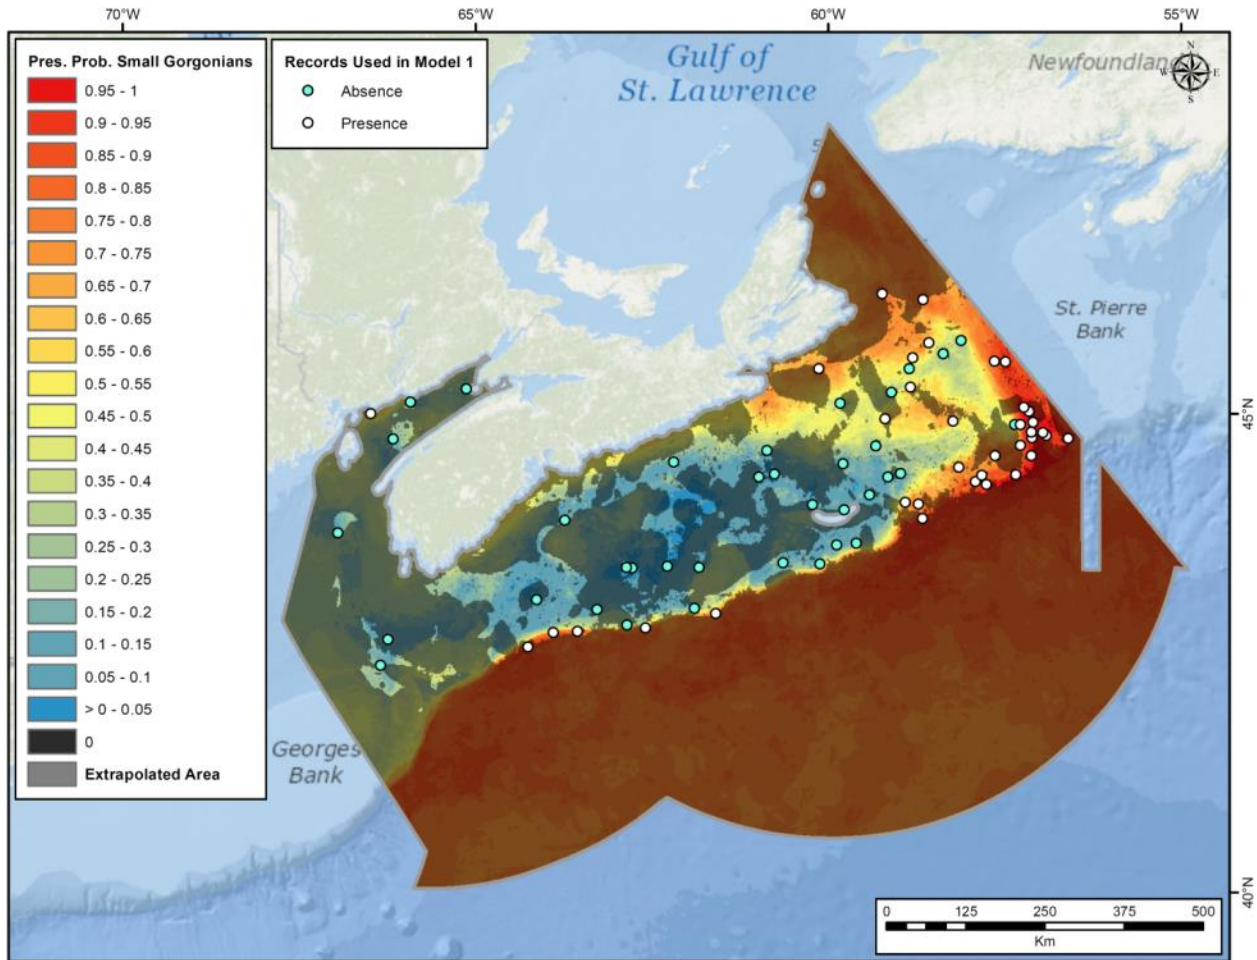 70°W 65°W 60°W 55°W
Pres. Prob. Small Gorgonians
0.95 - 1
0.9 - 0.95
0.85 - 0.9
0.8 - 0.85
0.75 - 0.8
0.7 - 0.75
0.65 - 0.7
0.6 - 0.65
0.55 - 0.6
0.5 - 0.55
0.45 - 0.5
0.4 - 0.45
0.35 - 0.4
0.3 - 0.35
0.25 - 0.3
0.2 - 0.25
0.15 - 0.2
0.1 - 0.15
0.05 - 0.1
> 0 - 0.05
0
Extrapolated Area
Records Used in Model 1
Absence
Presence
Gulf of
St. Lawrence
Newfoundland
N
W E
S
St. Pierre
Bank
45°N
Georges
Bank
40°N
0 125 250 375 500
Km